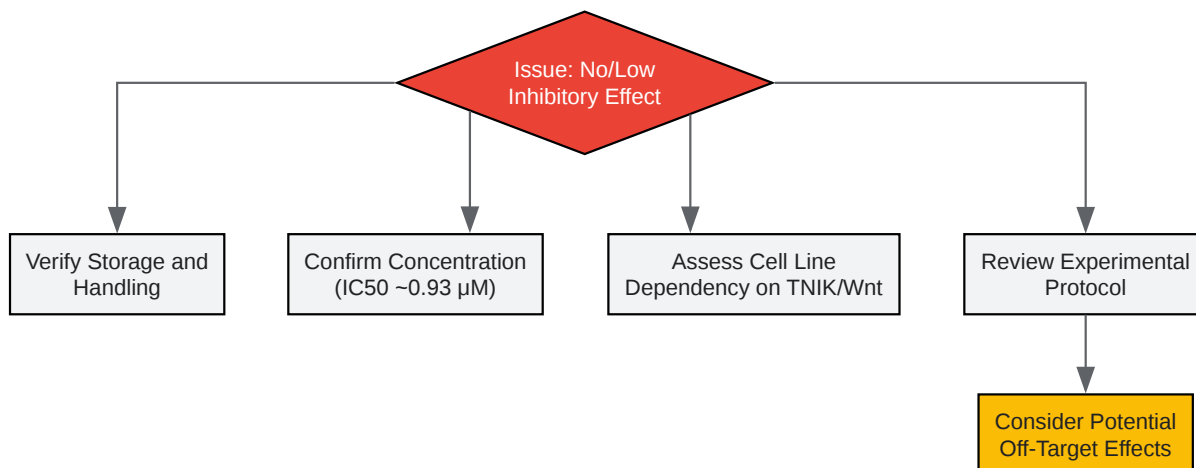 Issue: No/Low
Inhibitory Effect
Verify Storage and
Handling
Confirm Concentration
(IC50 ~0.93 μM)
Assess Cell Line
Dependency on TNIK/Wnt
Review Experimental
Protocol
Consider Potential
Off-Target Effects